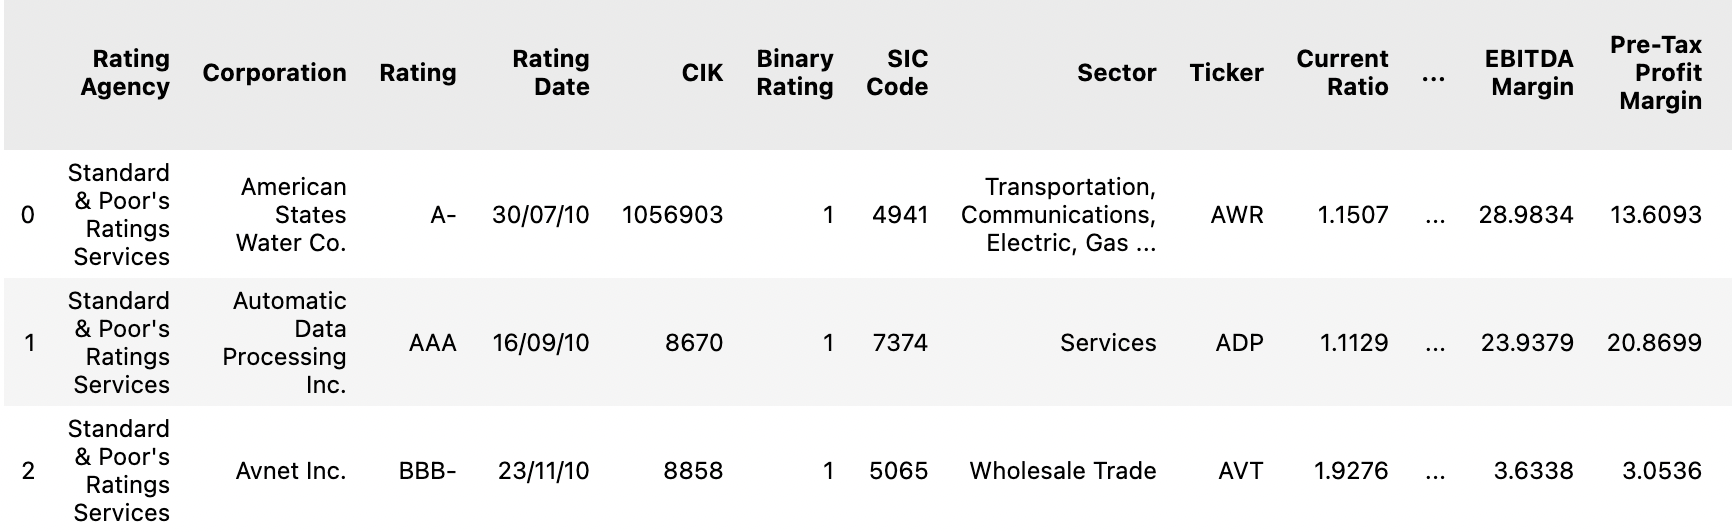 Rating Agency Corporation Rating Rating Date CIK Binary Rating SIC Code Sector Ticker Current Ratio ... EBITDA Margin Pre-Tax Profit Margin
0 Standard & Poor's Ratings Services American States Water Co. A- 30/07/10 1056903 1 4941 Transportation, Communications, Electric, Gas ... AWR 1.1507 ... 28.9834 13.6093
1 Standard & Poor's Ratings Services Automatic Data Processing Inc. AAA 16/09/10 8670 1 7374 Services ADP 1.1129 ... 23.9379 20.8699
2 Standard & Poor's Ratings Services Avnet Inc. BBB- 23/11/10 8858 1 5065 Wholesale Trade AVT 1.9276 ... 3.6338 3.0536